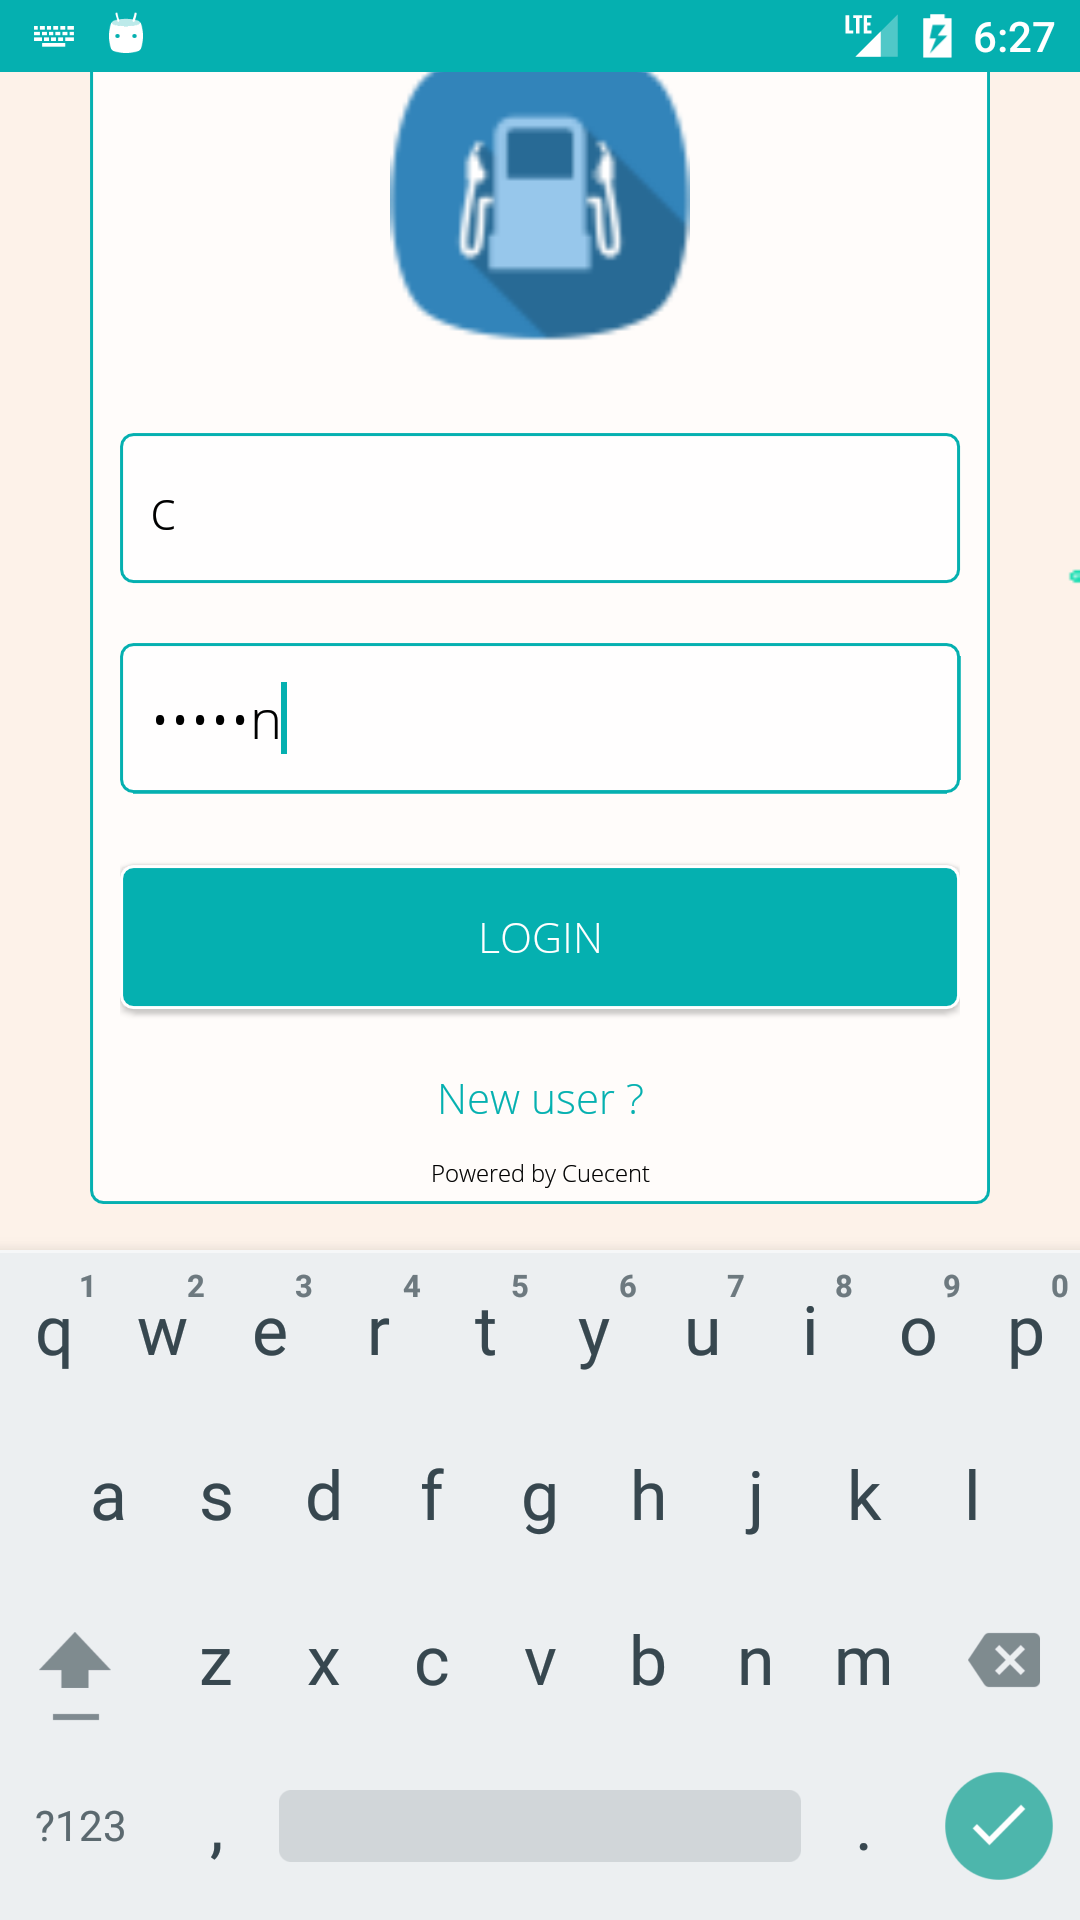 LTE 6:27
C
•••••n
LOGIN
New user ?
Powered by Cuecent
1 2 3 4 5 6 7 8 9 0
q w e r t y u i o p
a s d f g h j k l
z x c v b n m
?123 , .